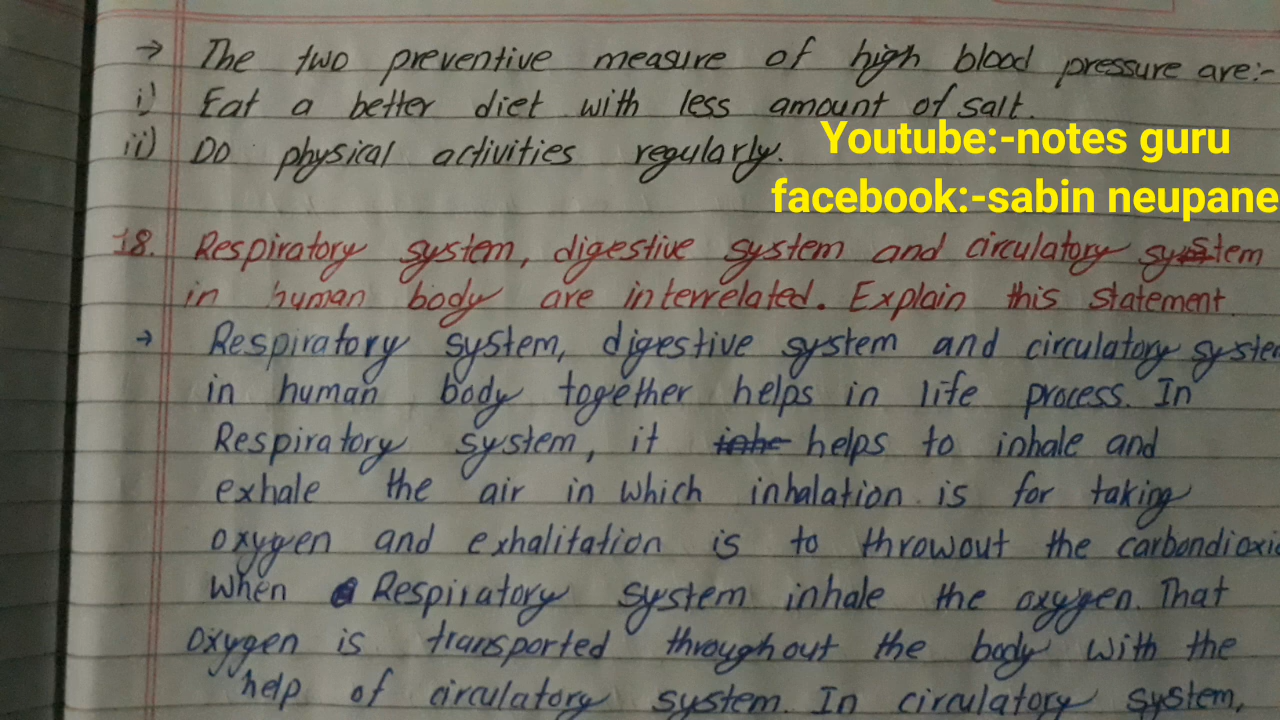 → The two preventive measure of high blood pressure are:-
i) Eat a better diet with less amount of salt.
ii) Do physical activities regularly.
Youtube:-notes guru
facebook:-sabin neupane
18. Respiratory system, digestive system and circulatory system
in human body are interrelated. Explain this statement
→ Respiratory system, digestive system and circulatory syste
in human body together helps in life process. In
Respiratory system, it inhe helps to inhale and
exhale the air in which inhalation is for taking
oxygen and exhalitation is to throwout the carbondioxi
When Respiratory system inhale the oxygen. That
oxygen is transported throughout the body with the
help of circulatory system. In circulatory system,